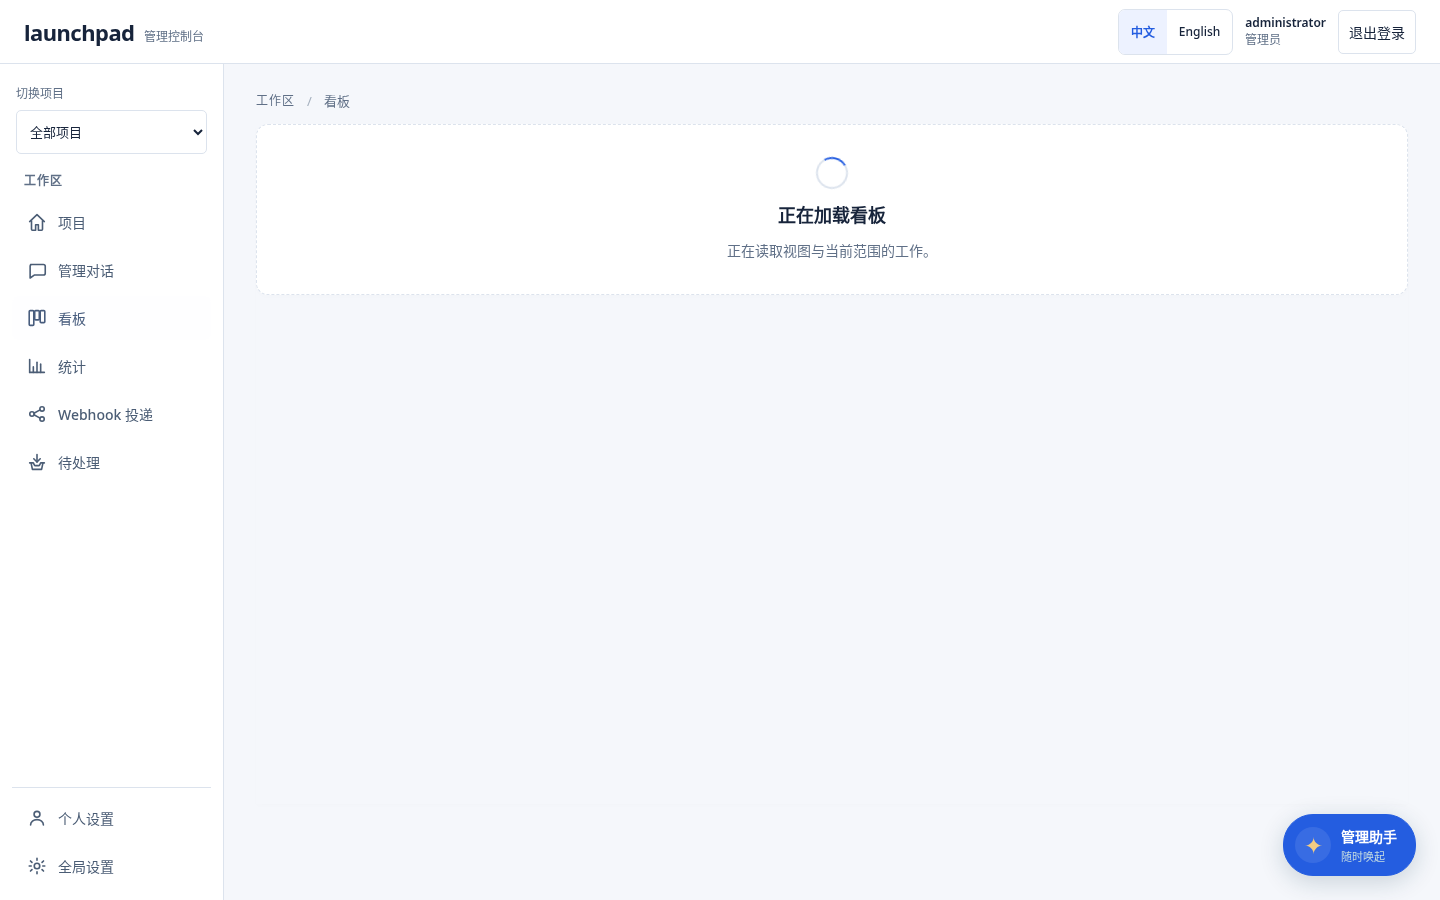 launchpad 管理控制台
中文 English
administrator
管理员
退出登录
切换项目
全部项目
工作区
项目
管理对话
看板
统计
Webhook 投递
待处理
个人设置
全局设置
工作区 / 看板
正在加载看板
正在读取视图与当前范围的工作。
管理助手
随时唤起